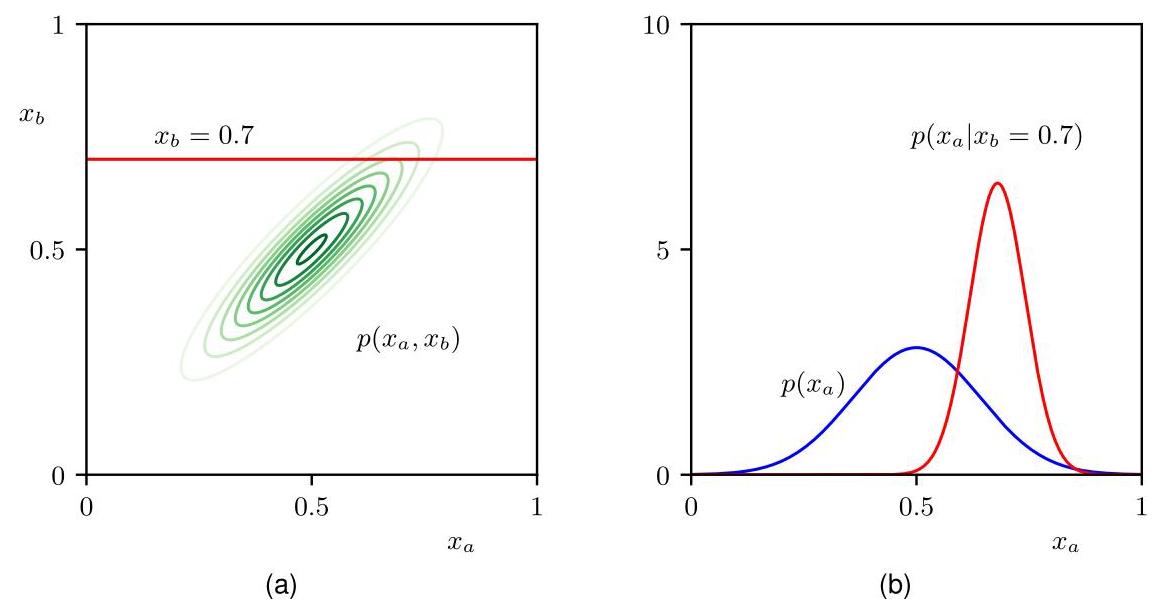 1
x_b
x_b = 0.7
0.5
p(x_a, x_b)
0
0
0.5
1
x_a
(a)
10
p(x_a|x_b = 0.7)
5
p(x_a)
0
0
0.5
1
x_a
(b)